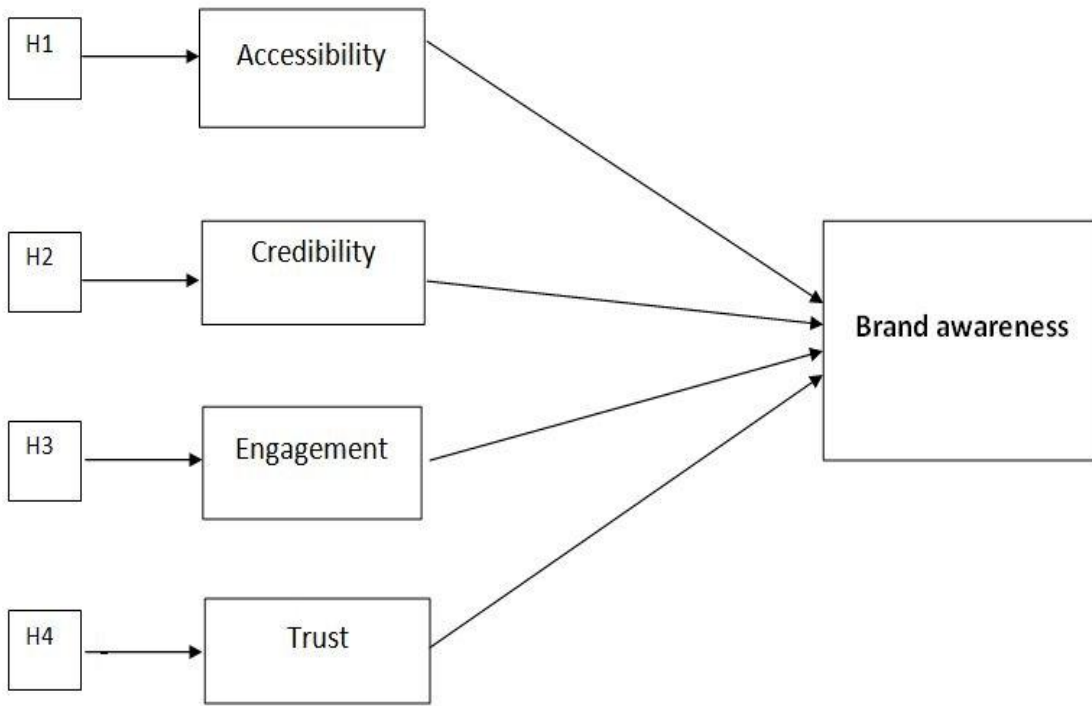 H1
Accessibility
H2
Credibility
Brand awareness
H3
Engagement
H4
Trust